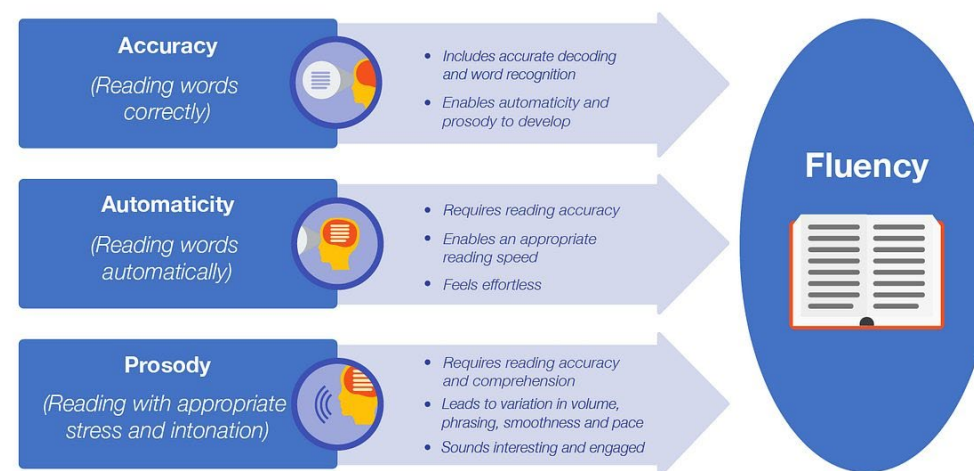 Accuracy
(Reading words
correctly)
• Includes accurate decoding
and word recognition
• Enables automaticity and
prosody to develop
Automaticity
(Reading words
automatically)
• Requires reading accuracy
• Enables an appropriate
reading speed
• Feels effortless
Prosody
(Reading with appropriate
stress and intonation)
• Requires reading accuracy
and comprehension
• Leads to variation in volume,
phrasing, smoothness and pace
• Sounds interesting and engaged
Fluency